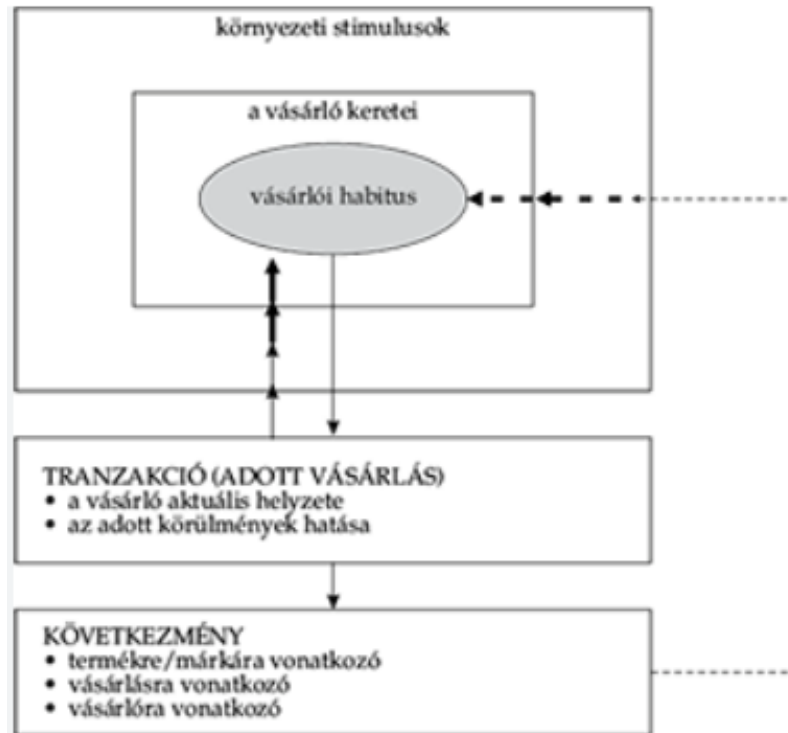 környezeti stimulusok
a vásárló keretei
vásárlói habitus
TRANZAKCIÓ (ADOTT VÁSÁRLÁS)
• a vásárló aktuális helyzete
• az adott körülmények hatása
KÖVETKEZMÉNY
• termékre/márkára vonatkozó
• vásárlásra vonatkozó
• vásárlóra vonatkozó